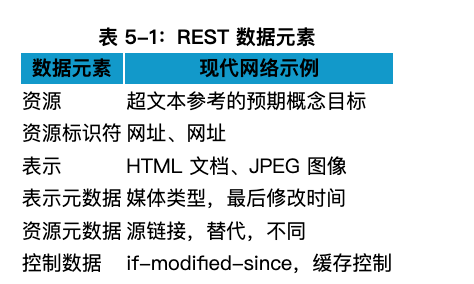 表 5-1：REST 数据元素
数据元素 现代网络示例
资源 超文本参考的预期概念目标
资源标识符 网址、网址
表示 HTML 文档、JPEG 图像
表示元数据 媒体类型，最后修改时间
资源元数据 源链接，替代，不同
控制数据 if-modified-since，缓存控制